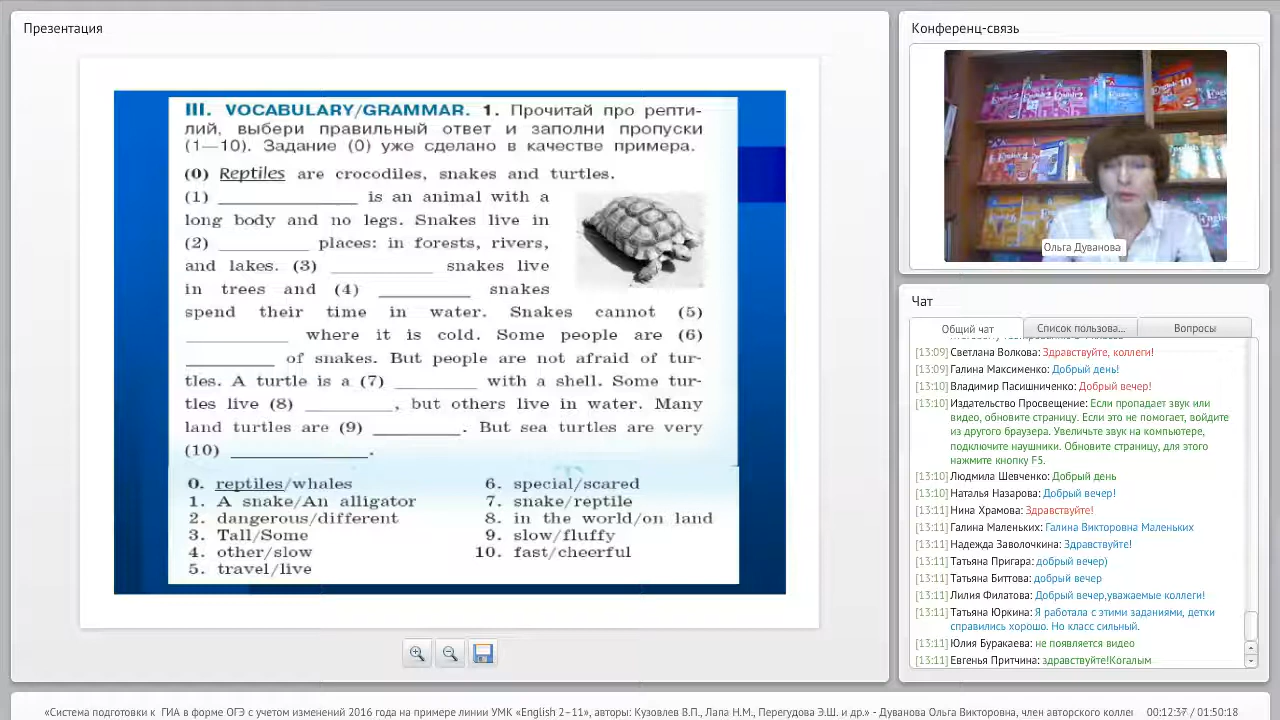 Презентация
III. VOCABULARY/GRAMMAR. 1. Прочитай про репти-
лий, выбери правильный ответ и заполни пропуски
(1—10). Задание (0) уже сделано в качестве примера.
(0) Reptiles are crocodiles, snakes and turtles.
(1) ______________ is an animal with a
long body and no legs. Snakes live in
(2) _________ places: in forests, rivers,
and lakes. (3) __________ snakes live
in trees and (4) _________ snakes
spend their time in water. Snakes cannot (5)
__________ where it is cold. Some people are (6)
_________ of snakes. But people are not afraid of tur-
tles. A turtle is a (7) ________ with a shell. Some tur-
tles live (8) _________, but others live in water. Many
land turtles are (9) _________. But sea turtles are very
(10) ______________.
0. reptiles/whales
1. A snake/An alligator
2. dangerous/different
3. Tall/Some
4. other/slow
5. travel/live
6. special/scared
7. snake/reptile
8. in the world/on land
9. slow/fluffy
10. fast/cheerful
Конференц-связь
Ольга Дуванова
Чат
Общий чат
Список пользова...
Вопросы
[13:09] Светлана Волкова: Здравствуйте, коллеги!
[13:09] Галина Максименко: Добрый день!
[13:10] Владимир Пасишниченко: Добрый вечер!
[13:10] Издательство Просвещение: Если пропадает звук или
видео, обновите страницу. Если это не помогает, войдите
из другого браузера. Увеличьте звук на компьютере,
подключите наушники. Обновите страницу, для этого
нажмите кнопку F5.
[13:10] Людмила Шевченко: Добрый день
[13:10] Наталья Назарова: Добрый вечер!
[13:11] Нина Храмова: Здравствуйте!
[13:11] Галина Маленьких: Галина Викторовна Маленьких
[13:11] Надежда Заволочкина: Здравствуйте!
[13:11] Татьяна Пригара: добрый вечер)
[13:11] Татьяна Биттова: добрый вечер
[13:11] Лилия Филатова: Добрый вечер,уважаемые коллеги!
[13:11] Татьяна Юркина: Я работала с этими заданиями, детки
справились хорошо. Но класс сильный.
[13:11] Юлия Буракаева: не появляется видео
[13:11] Евгенья Притчина: здравствуйте!Когалым
«Система подготовки к ГИА в форме ОГЭ с учетом изменений 2016 года на примере линии УМК «English 2–11», авторы: Кузовлев В.П., Лапа Н.М., Перегудова Э.Ш. и др.» - Дуванова Ольга Викторовна, член авторского коллег
00:12:37 / 01:50:18